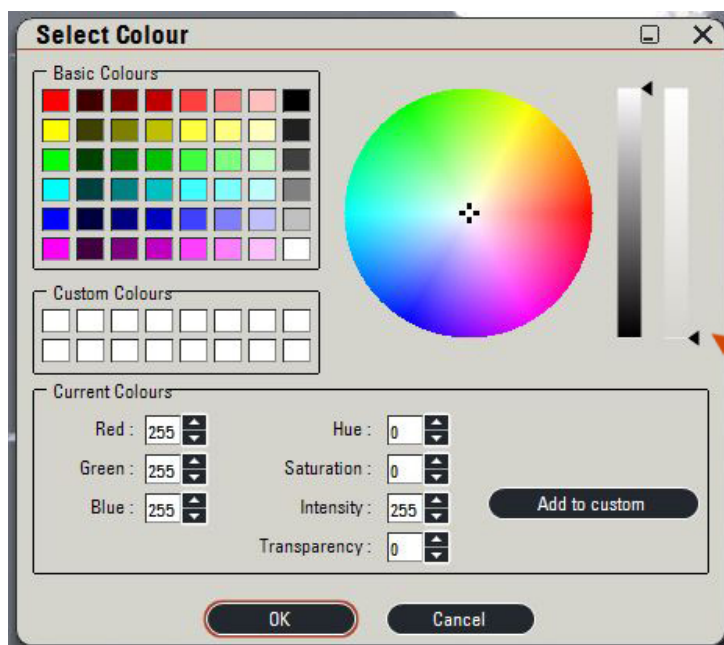 Select Colour
Basic Colours
Custom Colours
Current Colours
Red : 255
Hue : 0
Green : 255
Saturation : 0
Blue : 255
Intensity : 255
Add to custom
Transparency : 0
OK
Cancel